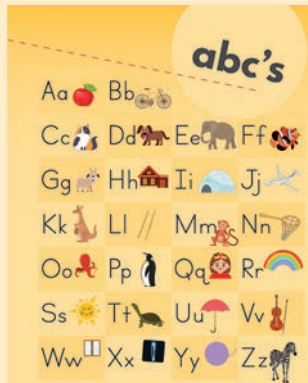 abc's
Aa Bb
Cc Dd Ee Ff
Gg Hh Ii Jj
Kk Ll Mm Nn
Oo Pp Qq Rr
Ss Tt Uu Vv
Ww Xx Yy Zz